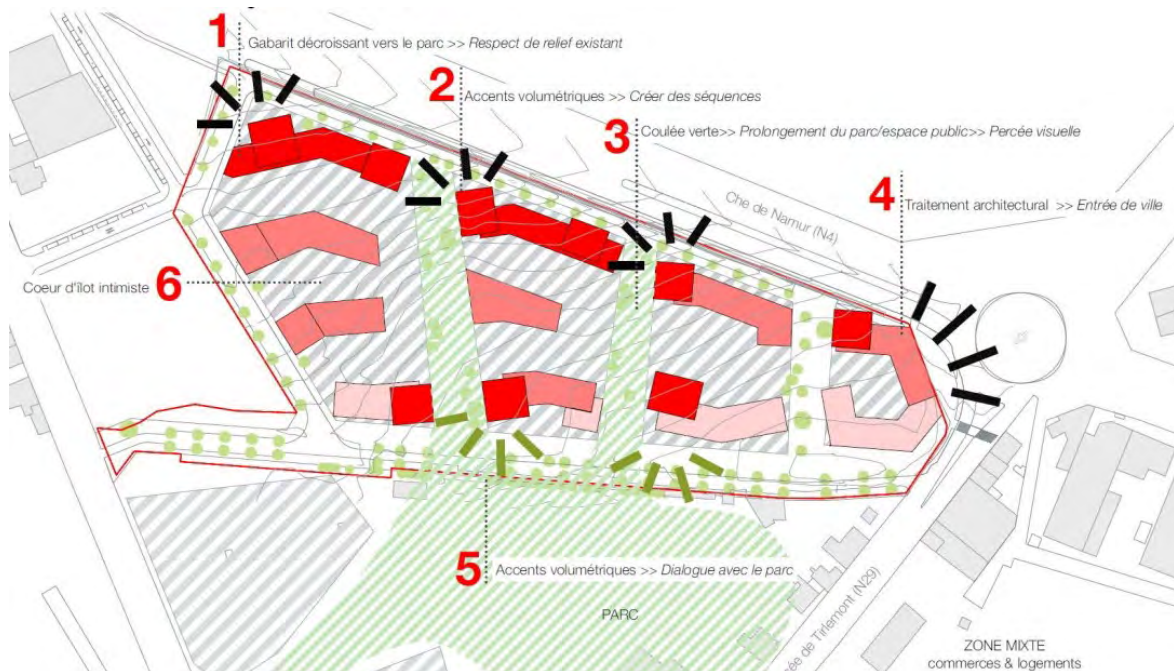 1 Gabarit décroissant vers le parc >> Respect de relief existant
2 Accents volumétriques >> Créer des séquences
3 Coulée verte>> Prolongement du parc/espace public>> Percée visuelle
Che de Namur (N4)
4 Traitement architectural >> Entrée de ville
Coeur d'îlot intimiste 6
5 Accents volumétriques >> Dialogue avec le parc
PARC
de Tirlemont (N29)
ZONE MIXTE
commerces & logements